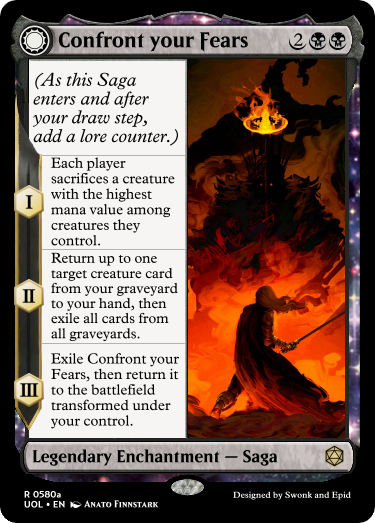 Confront your Fears 2
(As this Saga
enters and after
your draw step,
add a lore counter.)
I
Each player
sacrifices a creature
with the highest
mana value among
creatures they
control.
II
Return up to one
target creature card
from your graveyard
to your hand, then
exile all cards from
all graveyards.
III
Exile Confront your
Fears, then return it
to the battlefield
transformed under
your control.
Legendary Enchantment — Saga
R 0580a
UOL • EN ANATO FINNSTARK
Designed by Swonk and Epid